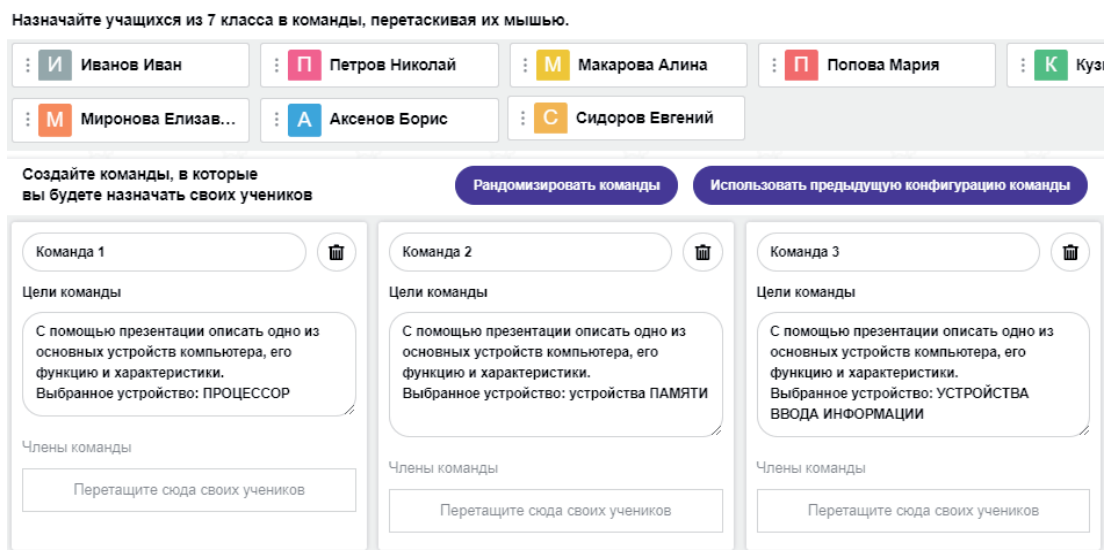 Назначайте учащихся из 7 класса в команды, перетаскивая их мышью.
И Иванов Иван П Петров Николай М Макарова Алина П Попова Мария К Куз
М Миронова Елизав... А Аксенов Борис С Сидоров Евгений
Создайте команды, в которые
вы будете назначать своих учеников
Рандомизировать команды
Использовать предыдущую конфигурацию команды
Команда 1
Цели команды
С помощью презентации описать одно из
основных устройств компьютера, его
функцию и характеристики.
Выбранное устройство: ПРОЦЕССОР
Члены команды
Перетащите сюда своих учеников
Команда 2
Цели команды
С помощью презентации описать одно из
основных устройств компьютера, его
функцию и характеристики.
Выбранное устройство: устройства ПАМЯТИ
Члены команды
Перетащите сюда своих учеников
Команда 3
Цели команды
С помощью презентации описать одно из
основных устройств компьютера, его
функцию и характеристики.
Выбранное устройство: УСТРОЙСТВА
ВВОДА ИНФОРМАЦИИ
Члены команды
Перетащите сюда своих учеников